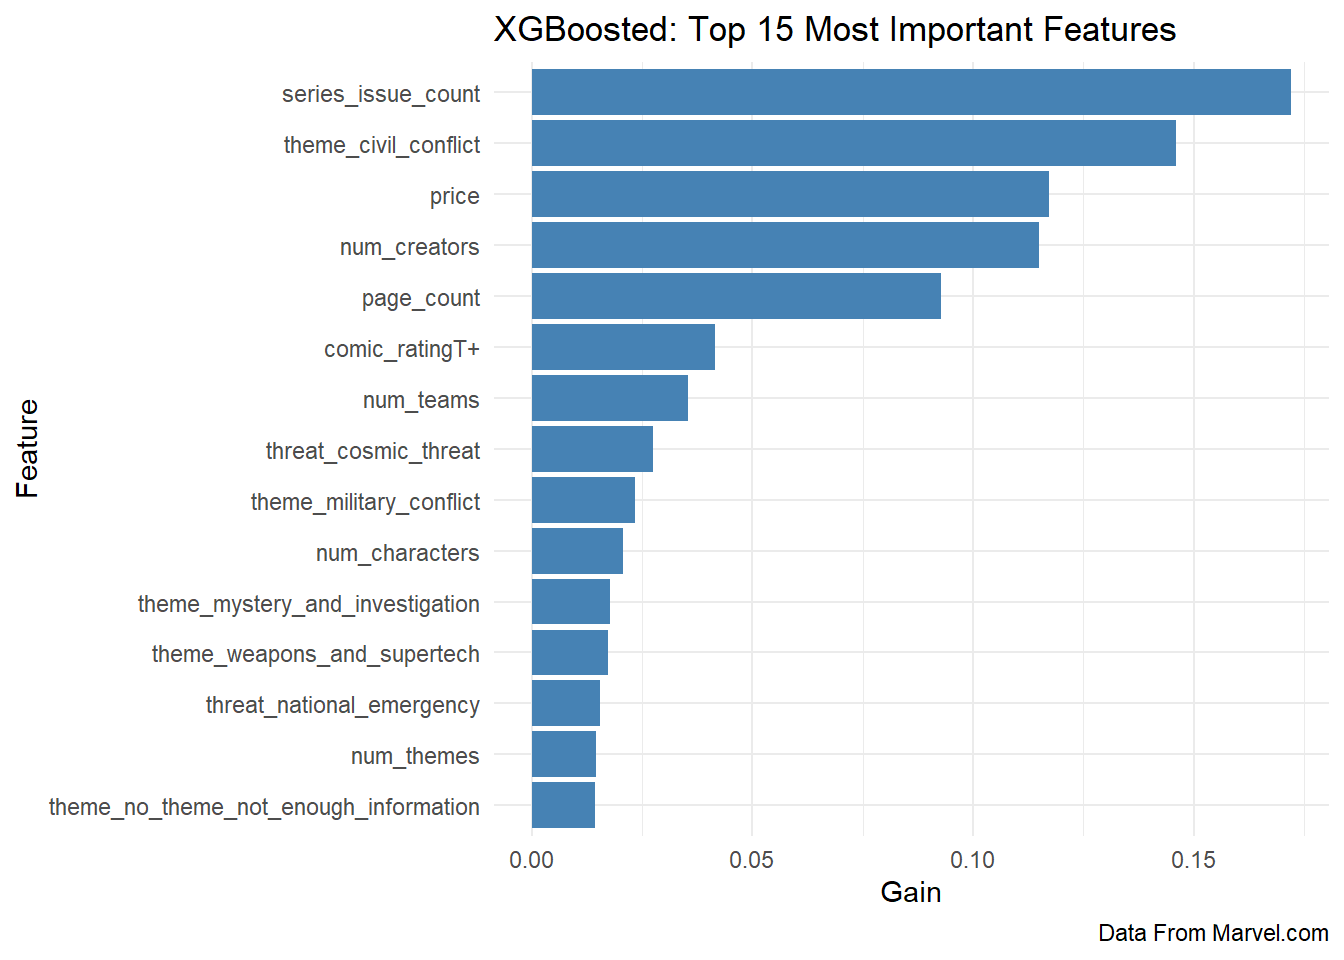 XGBoosted: Top 15 Most Important Features
series_issue_count
theme_civil_conflict
price
num_creators
page_count
comic_ratingT+
num_teams
threat_cosmic_threat
theme_military_conflict
num_characters
theme_mystery_and_investigation
theme_weapons_and_supertech
threat_national_emergency
num_themes
theme_no_theme_not_enough_information
Feature
0.00 0.05 0.10 0.15
Gain
Data From Marvel.com